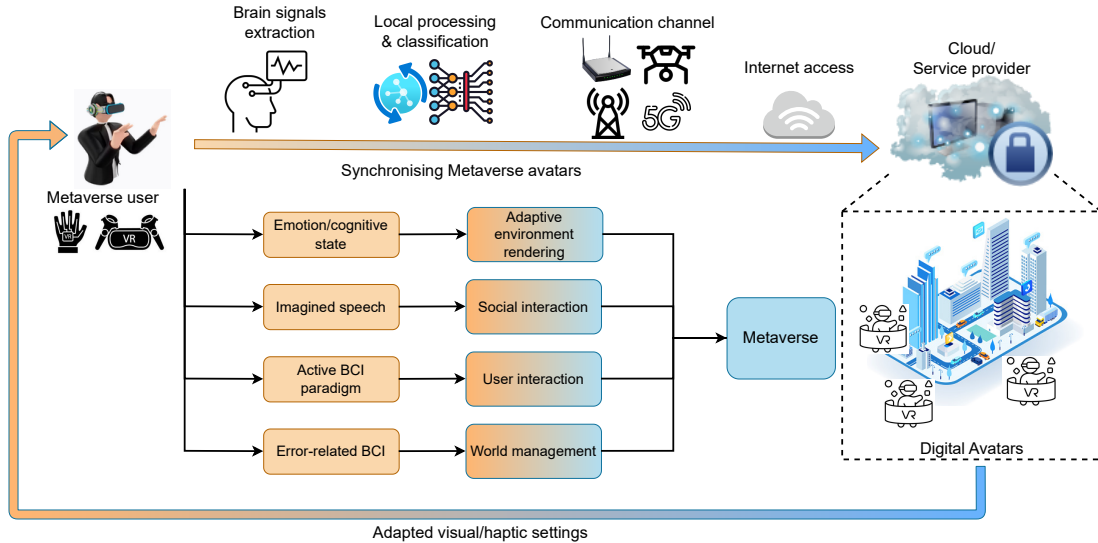 Brain signals
extraction
Local processing
& classification
Communication channel
5G
Internet access
Cloud/
Service provider
Synchronising Metaverse avatars
Metaverse user
VR
VR
Emotion/cognitive
state
Adaptive
environment
rendering
Imagined speech
Social interaction
Active BCI
paradigm
User interaction
Error-related BCI
World management
Metaverse
VR
VR
VR
Digital Avatars
Adapted visual/haptic settings